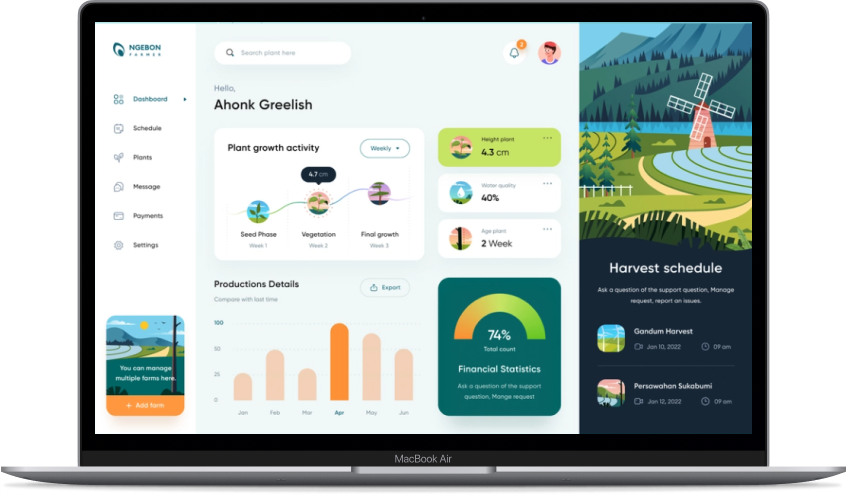 NGEBON
FARMER
Dashboard
Schedule
Plants
Message
Payments
Settings
You can manage
multiple farms here.
+ Add farm
Search plant here
2
Hello,
Ahonk Greelish
Plant growth activity
Weekly
4.7 cm
Seed Phase
Week 1
Vegetation
Week 2
Final growth
Week 3
Height plant
4.3 cm
Water quality
40%
Age plant
2 Week
Productions Details
Compare with last time
Export
100
50
25
0
Jan
Feb
Mar
Apr
May
Jun
74%
Total count
Financial Statistics
Ask a question of the support
question, Mange request
Harvest schedule
Ask a question of the support question, Manage
request, report on issues.
Gandum Harvest
Jan 10, 2022
09 am
Persawahan Sukabumi
Jan 12, 2022
09 am
MacBook Air